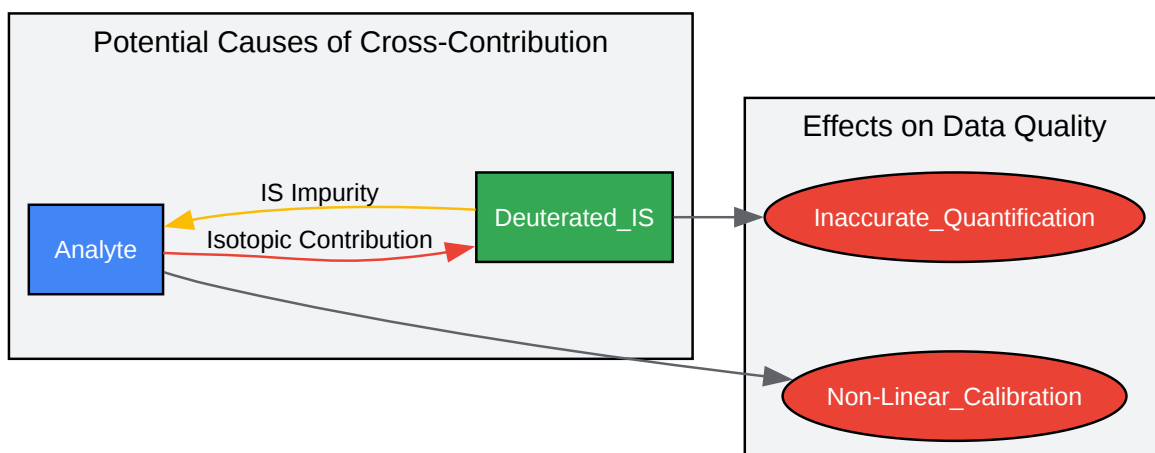 Potential Causes of Cross-Contribution
Effects on Data Quality
IS Impurity
Deuterated_IS
Inaccurate_Quantification
Isotopic Contribution
Analyte
Non-Linear_Calibration